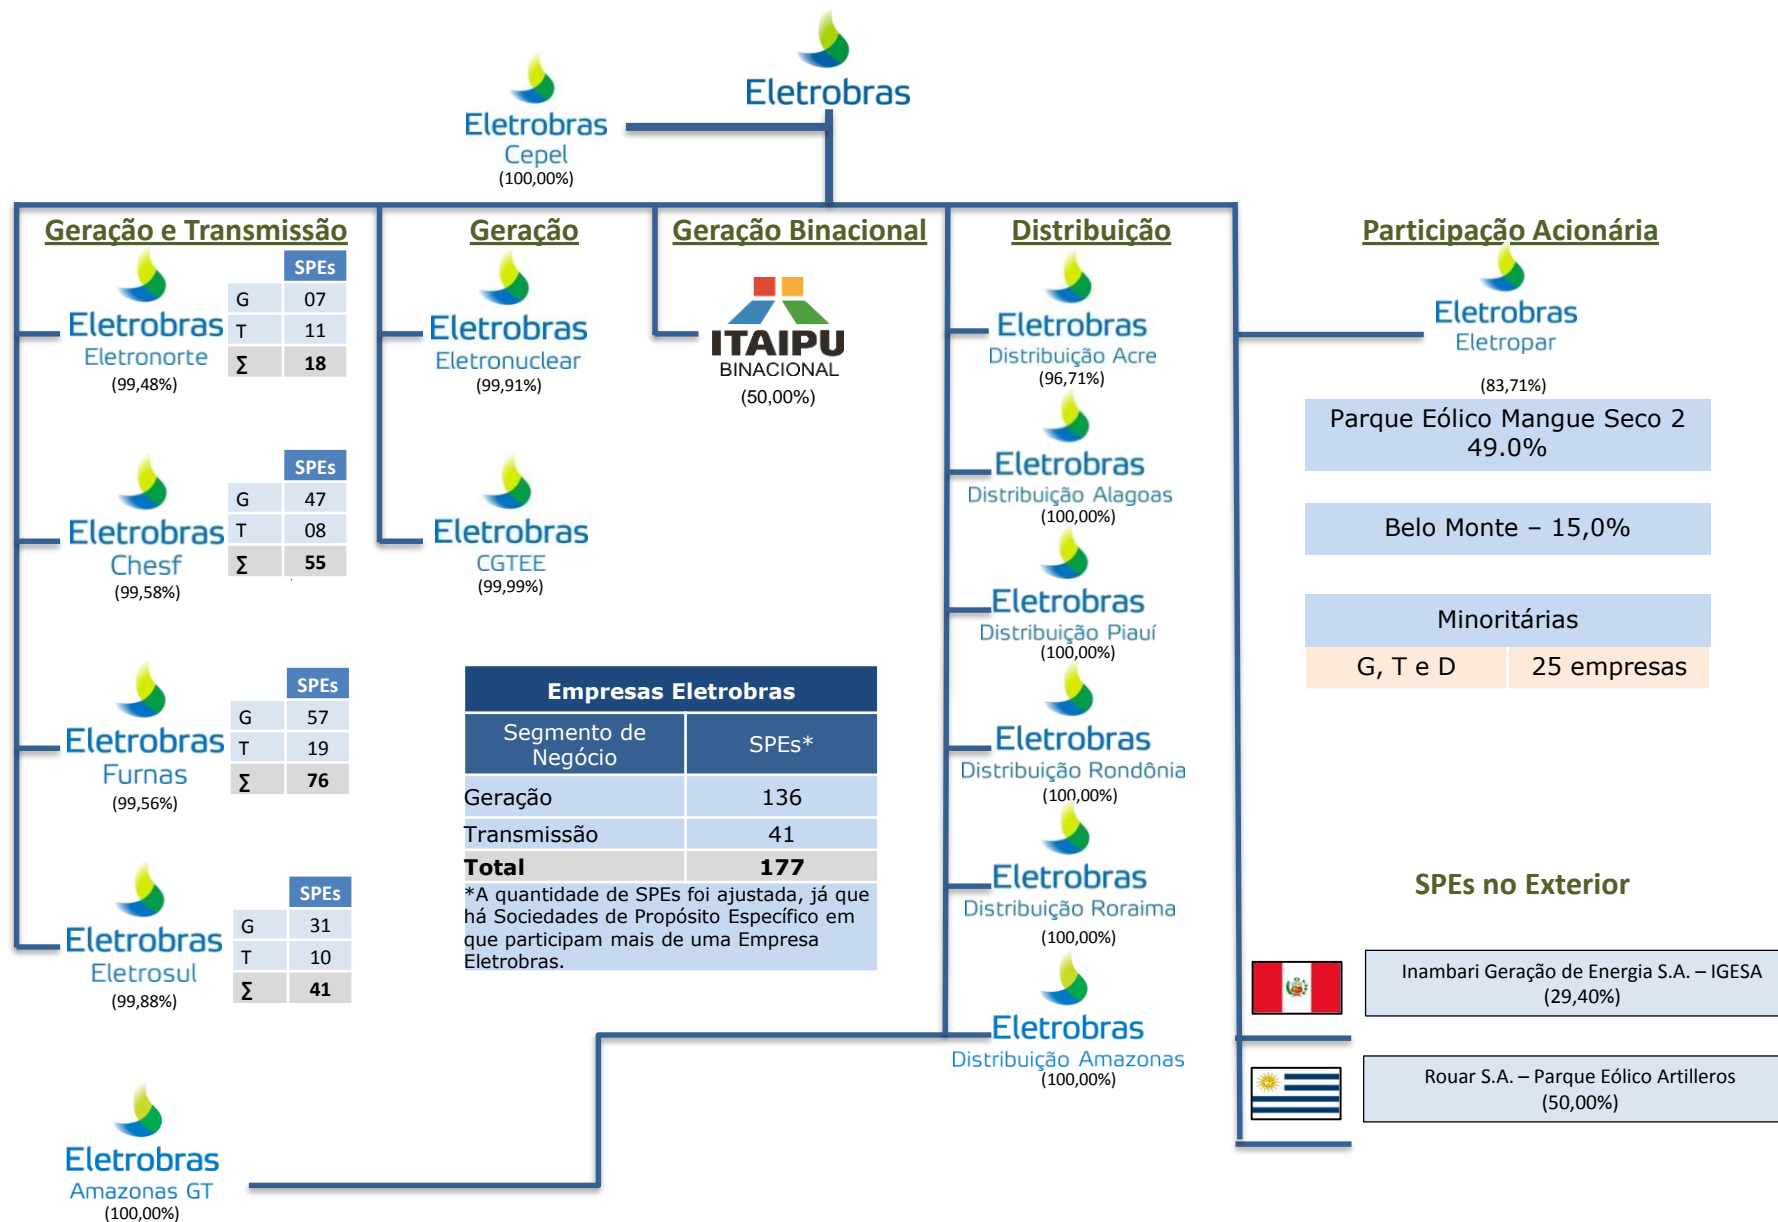 Eletrobras
Eletrobras
Cepel
(100,00%)
Geração e Transmissão
SPEs
G 07
T 11
∑ 18
Eletrobras
Eletronorte
(99,48%)
SPEs
G 47
T 08
∑ 55
Eletrobras
Chesf
(99,58%)
SPEs
G 57
T 19
∑ 76
Eletrobras
Furnas
(99,56%)
SPEs
G 31
T 10
∑ 41
Eletrobras
Eletrosul
(99,88%)
Eletrobras
Amazonas GT
(100,00%)
Geração
Eletrobras
Eletronuclear
(99,91%)
Eletrobras
CGTEE
(99,99%)
Geração Binacional
ITAIPU
BINACIONAL
(50,00%)
Empresas Eletrobras
Segmento de
Negócio
SPEs*
Geração 136
Transmissão 41
Total 177
*A quantidade de SPEs foi ajustada, já que
há Sociedades de Propósito Específico em
que participam mais de uma Empresa
Eletrobras.
Distribuição
Eletrobras
Distribuição Acre
(96,71%)
Eletrobras
Distribuição Alagoas
(100,00%)
Eletrobras
Distribuição Piauí
(100,00%)
Eletrobras
Distribuição Rondônia
(100,00%)
Eletrobras
Distribuição Roraima
(100,00%)
Eletrobras
Distribuição Amazonas
(100,00%)
Participação Acionária
Eletrobras
Eletropar
(83,71%)
Parque Eólico Mangue Seco 2
49.0%
Belo Monte – 15,0%
Minoritárias
G, T e D 25 empresas
SPEs no Exterior
Inambari Geração de Energia S.A. – IGESA
(29,40%)
Rouar S.A. – Parque Eólico Artilleros
(50,00%)